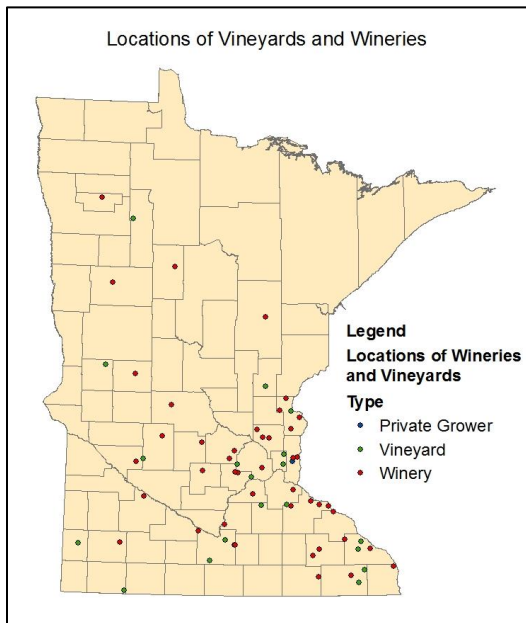 Locations of Vineyards and Wineries
Legend
Locations of Wineries
and Vineyards
Type
Private Grower
Vineyard
Winery